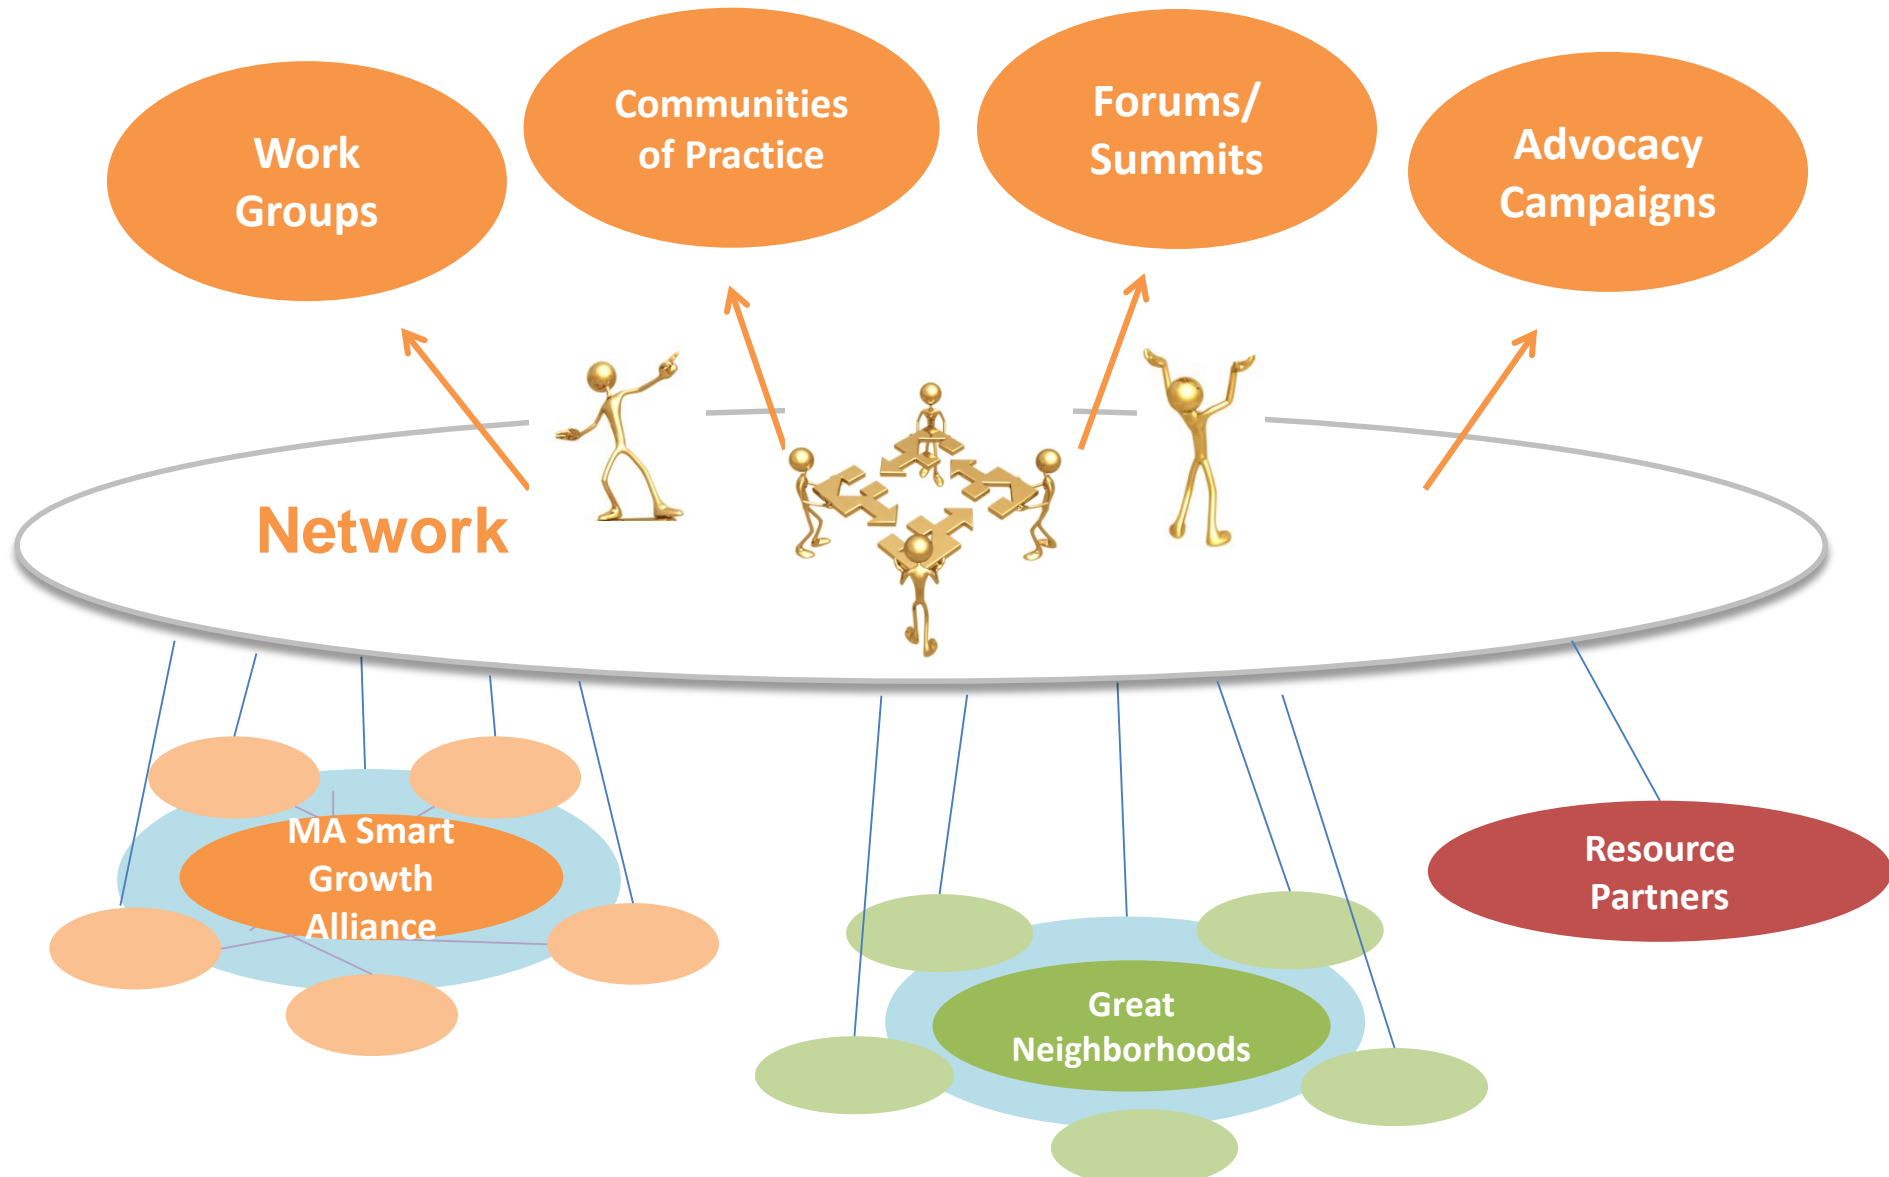 Work
Groups
Communities
of Practice
Forums/
Summits
Advocacy
Campaigns
Network
MA Smart
Growth
Alliance
Great
Neighborhoods
Resource
Partners